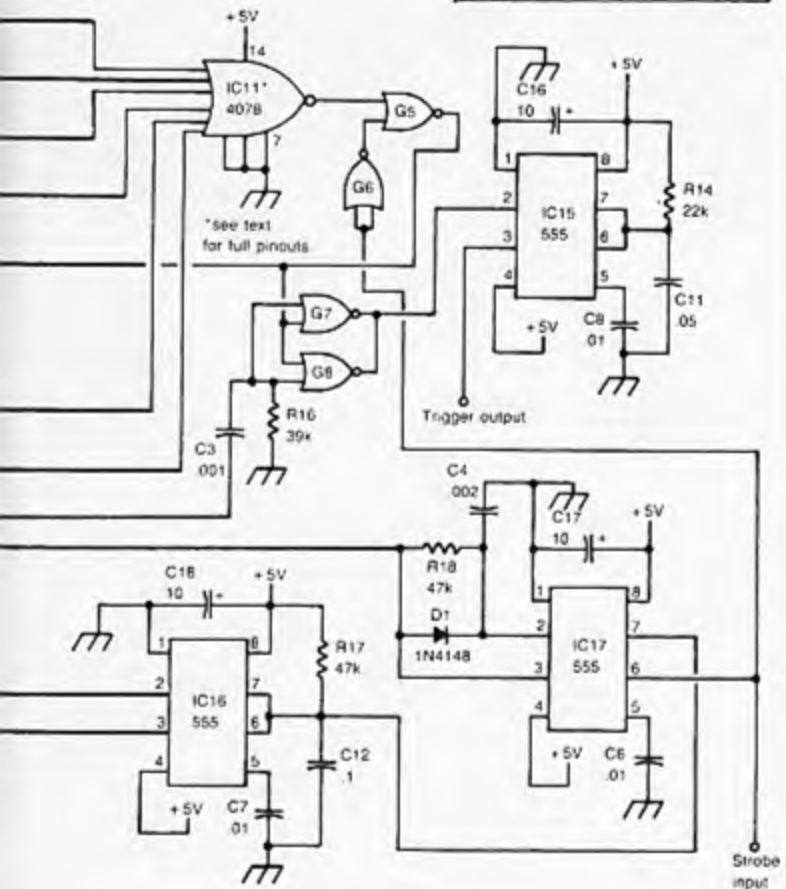 +5V
14
IC11*
4078
7
*see text
for full pinouts
G5
G6
G7
G8
R16
39k
C3
.001
C16
10
+
+5V
1
8
2
7
IC15
555
3
6
4
5
R14
22k
+5V
C8
.01
C11
.05
Trigger output
C4
.002
C17
10
+
+5V
R18
47k
D1
1N4148
1
8
2
7
IC17
555
3
6
4
5
+5V
C6
.01
Strobe
input
C18
10
+
+5V
1
8
2
7
IC16
555
3
6
4
5
R17
47k
+5V
C7
.01
C12
.1